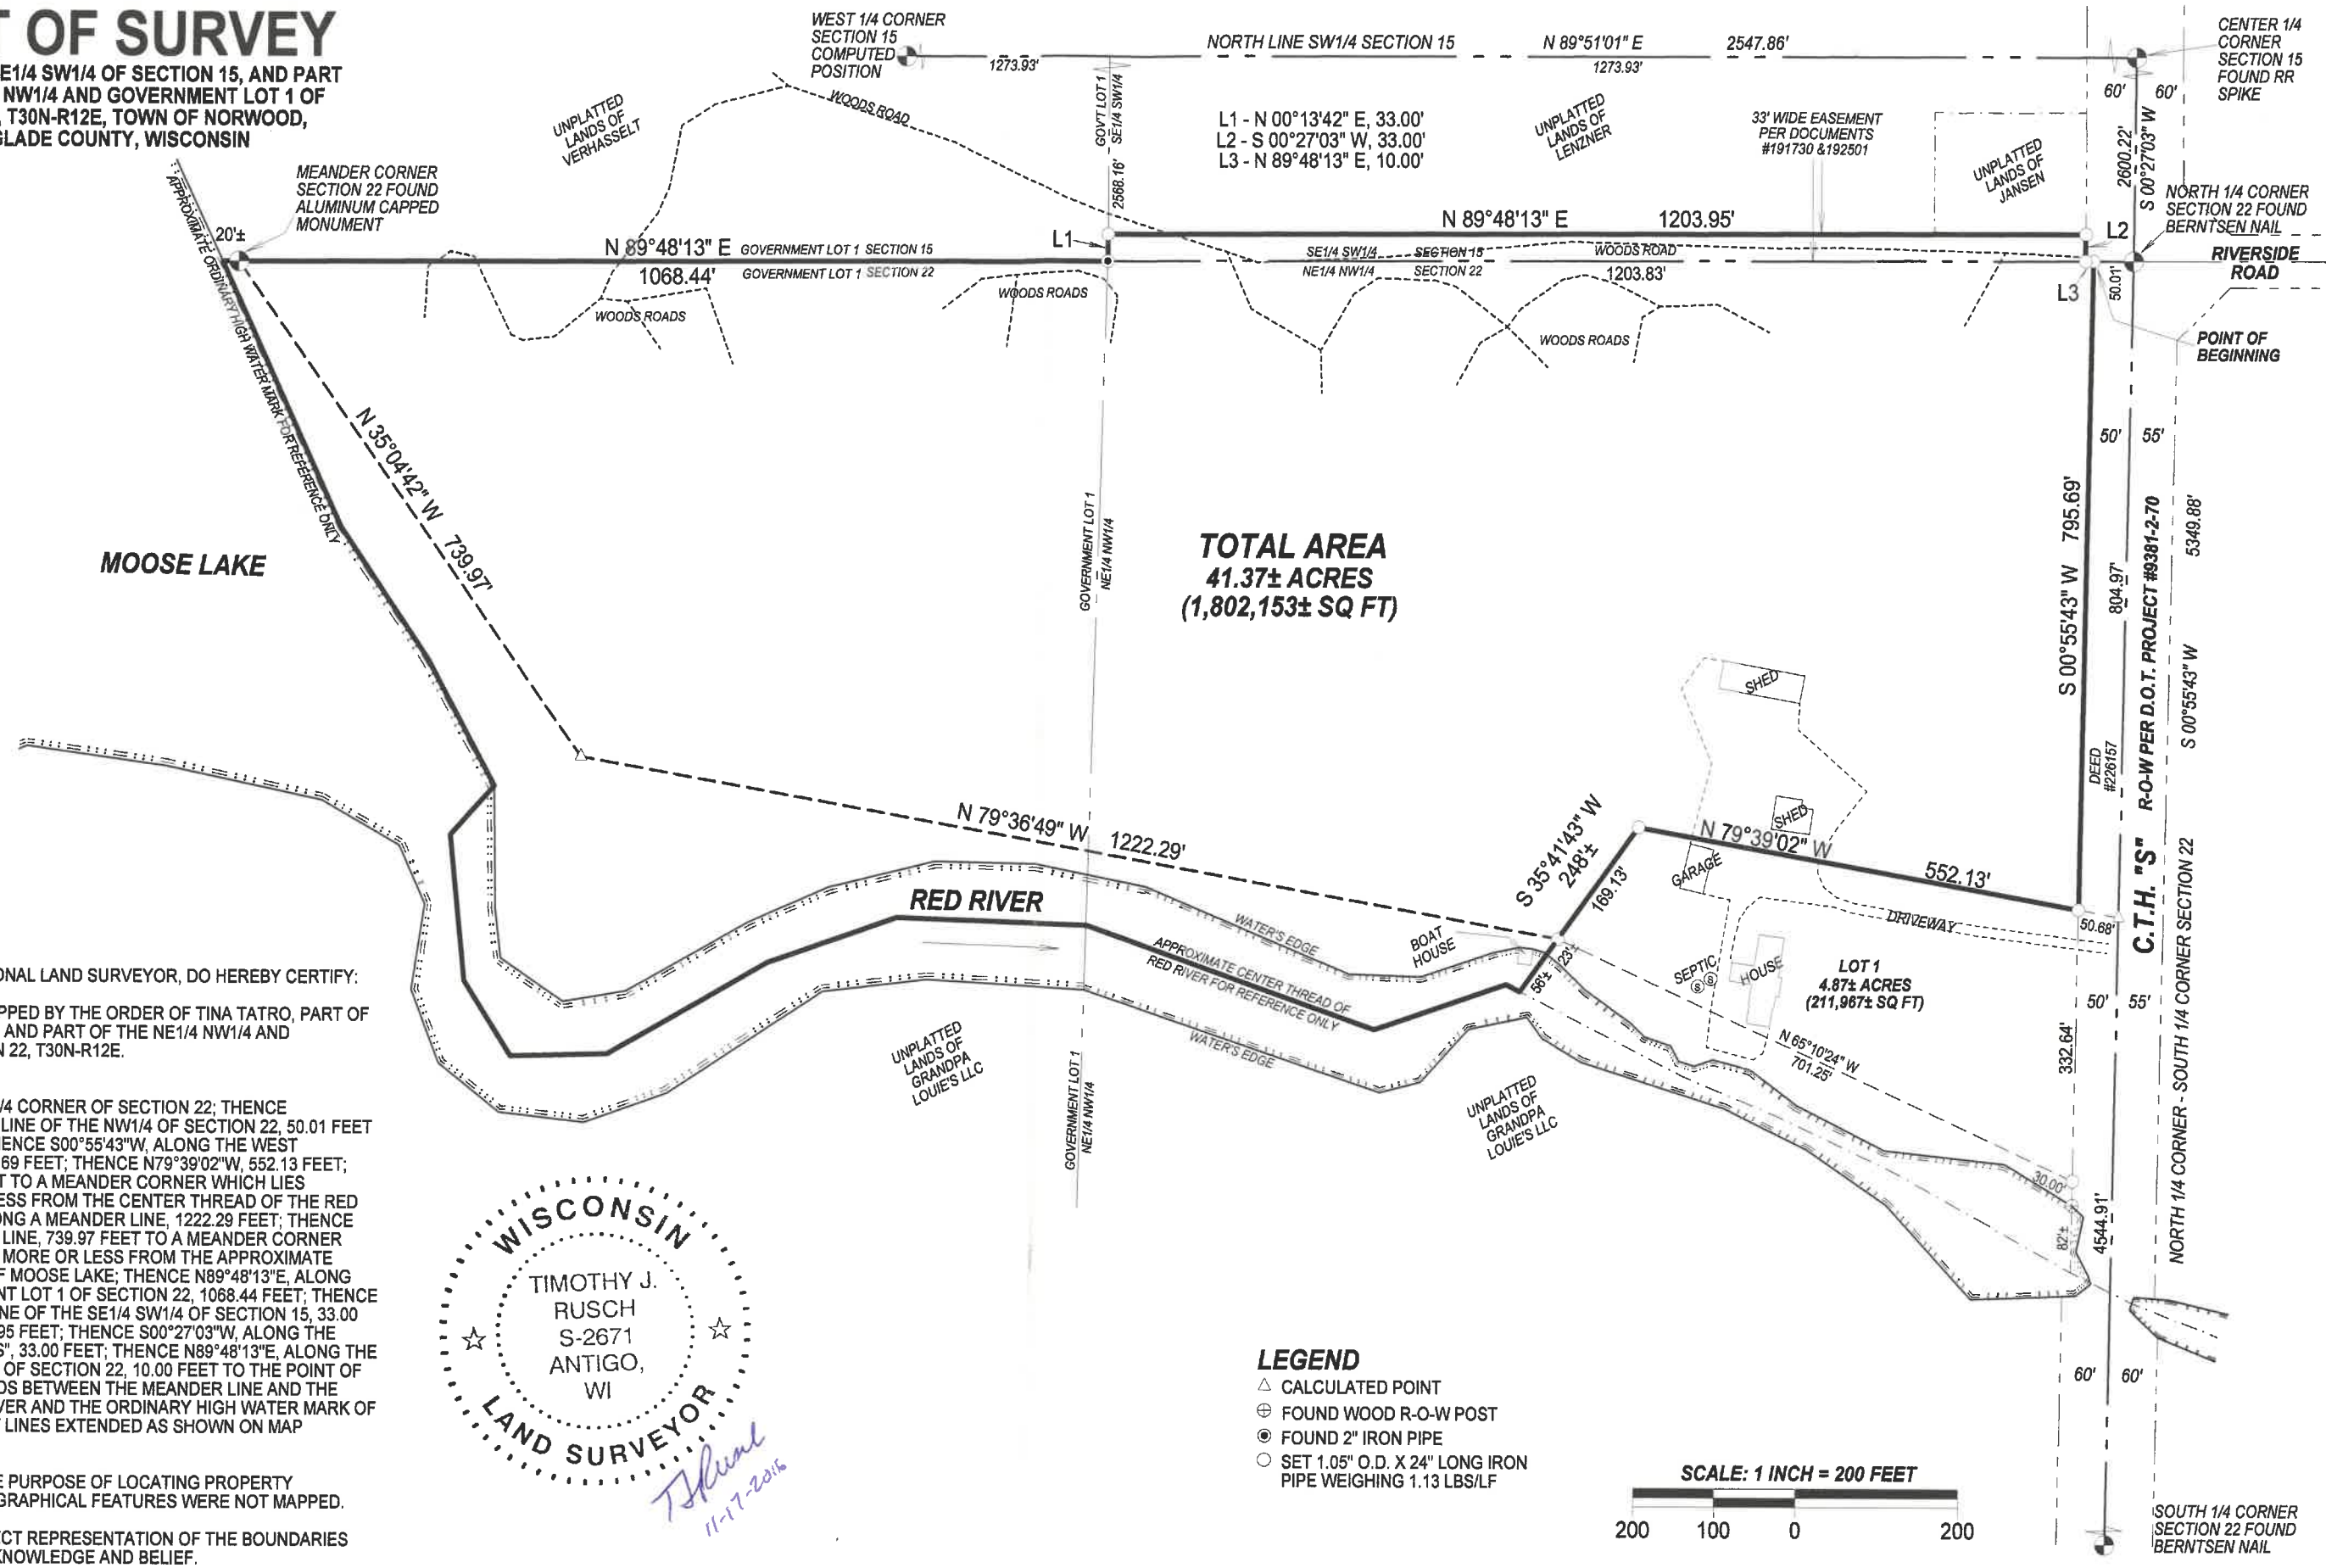 T OF SURVEY
E1/4 SW1/4 OF SECTION 15, AND PART
NW1/4 AND GOVERNMENT LOT 1 OF
, T30N-R12E, TOWN OF NORWOOD,
GLADE COUNTY, WISCONSIN
WEST 1/4 CORNER
SECTION 15
COMPUTED
POSITION
1273.93'
NORTH LINE SW1/4 SECTION 15
N 89°51'01" E
2547.86'
1273.93'
CENTER 1/4
CORNER
SECTION 15
FOUND RR
SPIKE
60'
60'
2600.22'
S 00°27'03" W
UNPLATTED
LANDS OF
VERHASSELT
WOODS ROAD
GOV'T LOT 1
SE1/4 SW1/4
2568.16'
L1 - N 00°13'42" E, 33.00'
L2 - S 00°27'03" W, 33.00'
L3 - N 89°48'13" E, 10.00'
UNPLATTED
LANDS OF
LENZNER
33' WIDE EASEMENT
PER DOCUMENTS
#191730 &192501
UNPLATTED
LANDS OF
JANSEN
NORTH 1/4 CORNER
SECTION 22 FOUND
BERNTSEN NAIL
RIVERSIDE
ROAD
MEANDER CORNER
SECTION 22 FOUND
ALUMINUM CAPPED
MONUMENT
20'±
APPROXIMATE ORDINARY HIGH WATER MARK FOR REFERENCE ONLY
N 89°48'13" E
GOVERNMENT LOT 1 SECTION 15
1068.44'
GOVERNMENT LOT 1 SECTION 22
L1
N 89°48'13" E
1203.95'
L2
SE1/4 SW1/4
SECTION 15
WOODS ROAD
NE1/4 NW1/4
SECTION 22
1203.83'
L3
50.01'
POINT OF
BEGINNING
WOODS ROADS
WOODS ROADS
WOODS ROADS
N 35°04'42" W
739.97'
MOOSE LAKE
GOVERNMENT LOT 1
NE1/4 NW1/4
TOTAL AREA
41.37± ACRES
(1,802,153± SQ FT)
50'
55'
S 00°55'43" W
795.69'
804.97'
R-O-W PER D.O.T. PROJECT #9381-2-70
C.T.H. "S"
5349.88'
S 00°55'43" W
NORTH 1/4 CORNER - SOUTH 1/4 CORNER SECTION 22
DEED
#226157
SHED
SHED
GARAGE
N 79°39'02" W
552.13'
DRIVEWAY
50.68'
N 79°36'49" W
1222.29'
S 35°41'43" W
248'±
169.13'
RED RIVER
WATER'S EDGE
APPROXIMATE CENTER THREAD OF
RED RIVER FOR REFERENCE ONLY
WATER'S EDGE
BOAT
HOUSE
23'±
56'±
SEPTIC
S
S
HOUSE
LOT 1
4.87± ACRES
(211,967± SQ FT)
50'
55'
332.64'
N 65°10'24" W
701.25'
30.00'
82'±
4544.91'
60'
60'
UNPLATTED
LANDS OF
GRANDPA
LOUIE'S LLC
GOVERNMENT LOT 1
NE1/4 NW1/4
UNPLATTED
LANDS OF
GRANDPA
LOUIE'S LLC
ONAL LAND SURVEYOR, DO HEREBY CERTIFY:
PPED BY THE ORDER OF TINA TATRO, PART OF
AND PART OF THE NE1/4 NW1/4 AND
N 22, T30N-R12E.
/4 CORNER OF SECTION 22; THENCE
LINE OF THE NW1/4 OF SECTION 22, 50.01 FEET
HENCE S00°55'43"W, ALONG THE WEST
69 FEET; THENCE N79°39'02"W, 552.13 FEET;
T TO A MEANDER CORNER WHICH LIES
ESS FROM THE CENTER THREAD OF THE RED
ONG A MEANDER LINE, 1222.29 FEET; THENCE
LINE, 739.97 FEET TO A MEANDER CORNER
MORE OR LESS FROM THE APPROXIMATE
F MOOSE LAKE; THENCE N89°48'13"E, ALONG
NT LOT 1 OF SECTION 22, 1068.44 FEET; THENCE
NE OF THE SE1/4 SW1/4 OF SECTION 15, 33.00
95 FEET; THENCE S00°27'03"W, ALONG THE
S", 33.00 FEET; THENCE N89°48'13"E, ALONG THE
OF SECTION 22, 10.00 FEET TO THE POINT OF
DS BETWEEN THE MEANDER LINE AND THE
VER AND THE ORDINARY HIGH WATER MARK OF
LINES EXTENDED AS SHOWN ON MAP
E PURPOSE OF LOCATING PROPERTY
GRAPHICAL FEATURES WERE NOT MAPPED.
CT REPRESENTATION OF THE BOUNDARIES
KNOWLEDGE AND BELIEF.
WISCONSIN
TIMOTHY J.
RUSCH
S-2671
ANTIGO,
WI
LAND SURVEYOR
11-17-2016
LEGEND
CALCULATED POINT
FOUND WOOD R-O-W POST
FOUND 2" IRON PIPE
SET 1.05" O.D. X 24" LONG IRON
PIPE WEIGHING 1.13 LBS/LF
SCALE: 1 INCH = 200 FEET
200 100 0 200
SOUTH 1/4 CORNER
SECTION 22 FOUND
BERNTSEN NAIL